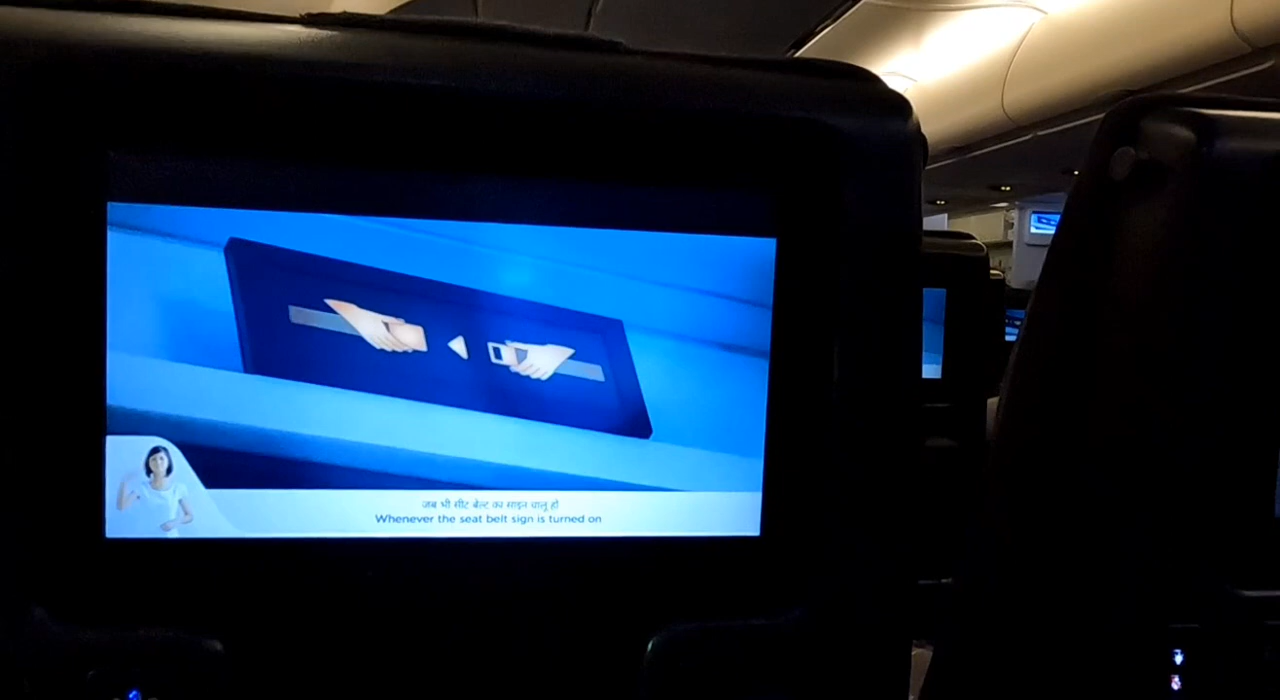 जब भी सीट बेल्ट का साइन चालू हो
Whenever the seat belt sign is turned on